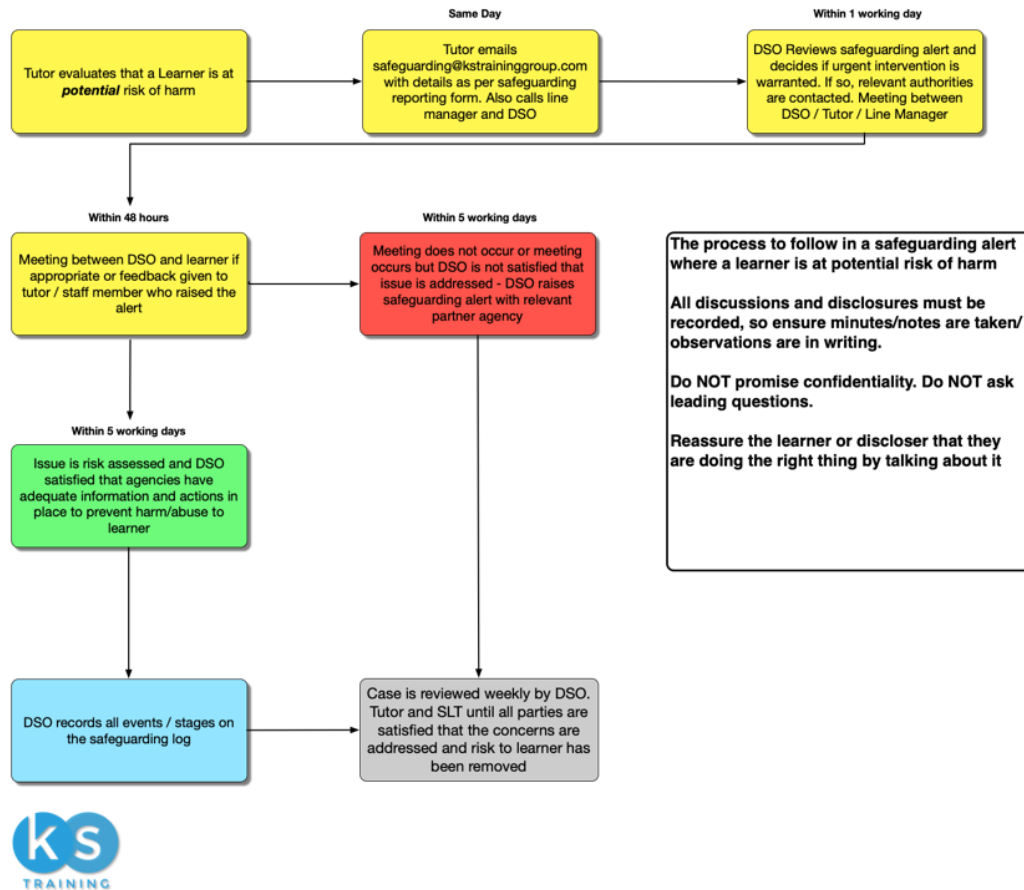 Same Day
Within 1 working day
Tutor evaluates that a Learner is at
potential risk of harm
Tutor emails
safeguarding@kstraininggroup.com
with details as per safeguarding
reporting form. Also calls line
manager and DSO
DSO Reviews safeguarding alert and
decides if urgent intervention is
warranted. If so, relevant authorities
are contacted. Meeting between
DSO / Tutor / Line Manager
Within 48 hours
Within 5 working days
Meeting between DSO and learner if
appropriate or feedback given to
tutor / staff member who raised the
alert
Meeting does not occur or meeting
occurs but DSO is not satisfied that
issue is addressed - DSO raises
safeguarding alert with relevant
partner agency
The process to follow in a safeguarding alert
where a learner is at potential risk of harm
All discussions and disclosures must be
recorded, so ensure minutes/notes are taken/
observations are in writing.
Do NOT promise confidentiality. Do NOT ask
leading questions.
Reassure the learner or discloser that they
are doing the right thing by talking about it
Within 5 working days
Issue is risk assessed and DSO
satisfied that agencies have
adequate information and actions in
place to prevent harm/abuse to
learner
DSO records all events / stages on
the safeguarding log
Case is reviewed weekly by DSO.
Tutor and SLT until all parties are
satisfied that the concerns are
addressed and risk to learner has
been removed
KS
TRAINING